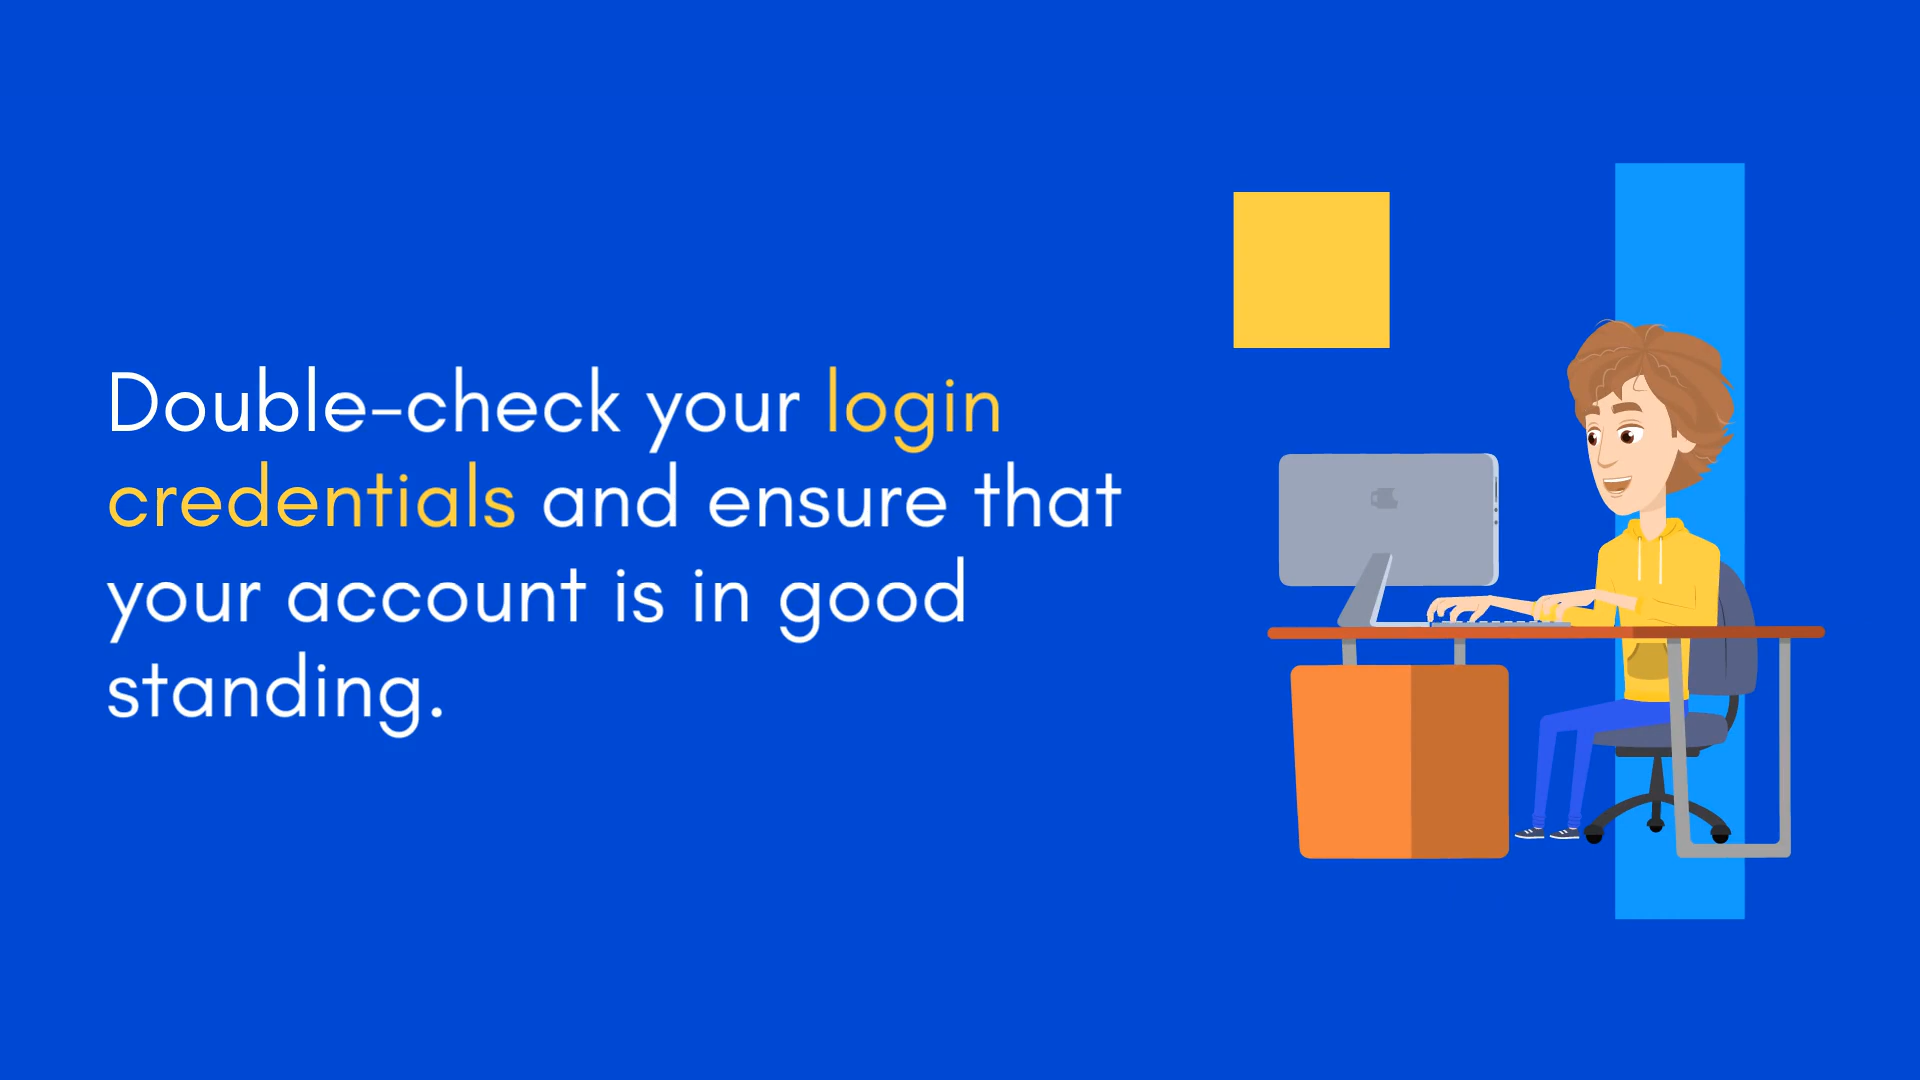 Double-check your login
credentials and ensure that
your account is in good
standing.